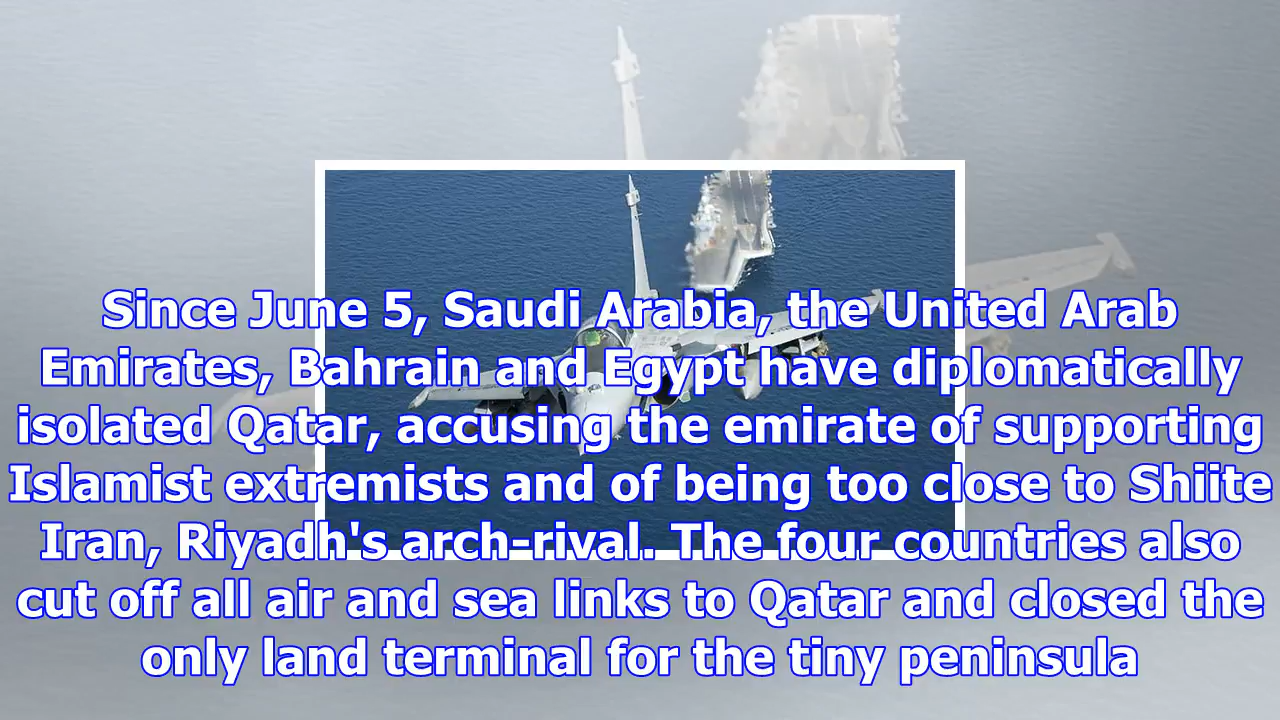 Since June 5, Saudi Arabia, the United Arab
Emirates, Bahrain and Egypt have diplomatically
isolated Qatar, accusing the emirate of supporting
Islamist extremists and of being too close to Shiite
Iran, Riyadh's arch-rival. The four countries also
cut off all air and sea links to Qatar and closed the
only land terminal for the tiny peninsula